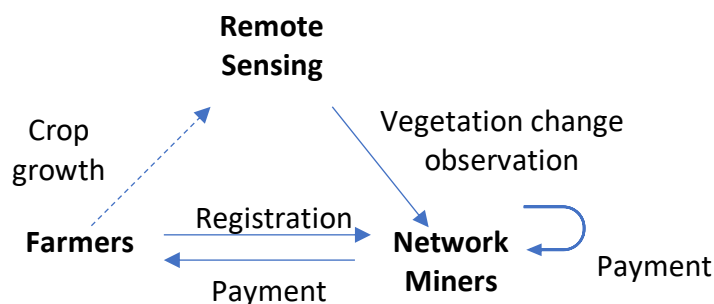 Remote
Sensing
Crop
growth
Vegetation change
observation
Registration
Farmers
Network
Miners
Payment
Payment